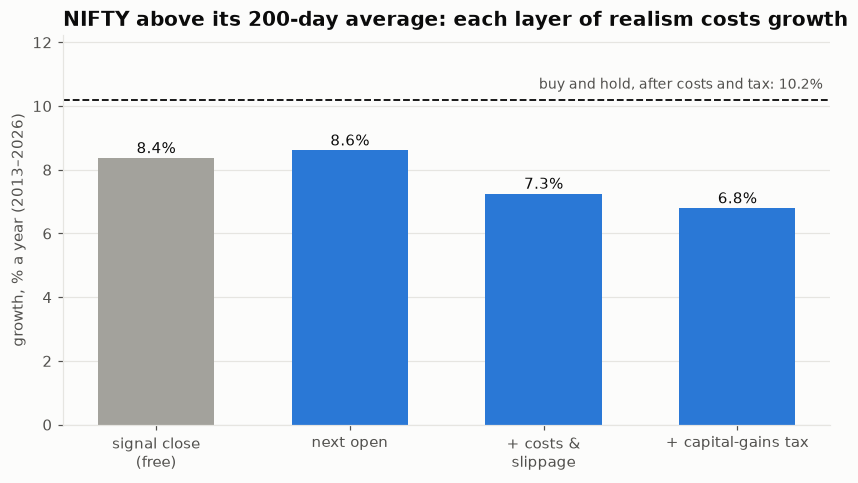 NIFTY above its 200-day average: each layer of realism costs growth
growth, % a year (2013–2026)
12
10
8
6
4
2
0
buy and hold, after costs and tax: 10.2%
8.4%
8.6%
7.3%
6.8%
signal close
(free)
next open
+ costs &
slippage
+ capital-gains tax